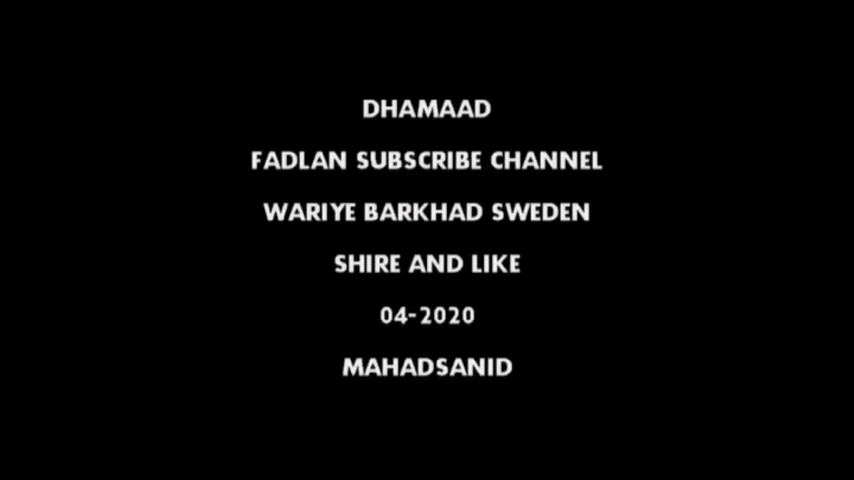 DHAMAAD
FADLAN SUBSCRIBE CHANNEL
WARIYE BARKHAD SWEDEN
SHIRE AND LIKE
04-2020
MAHADSANID